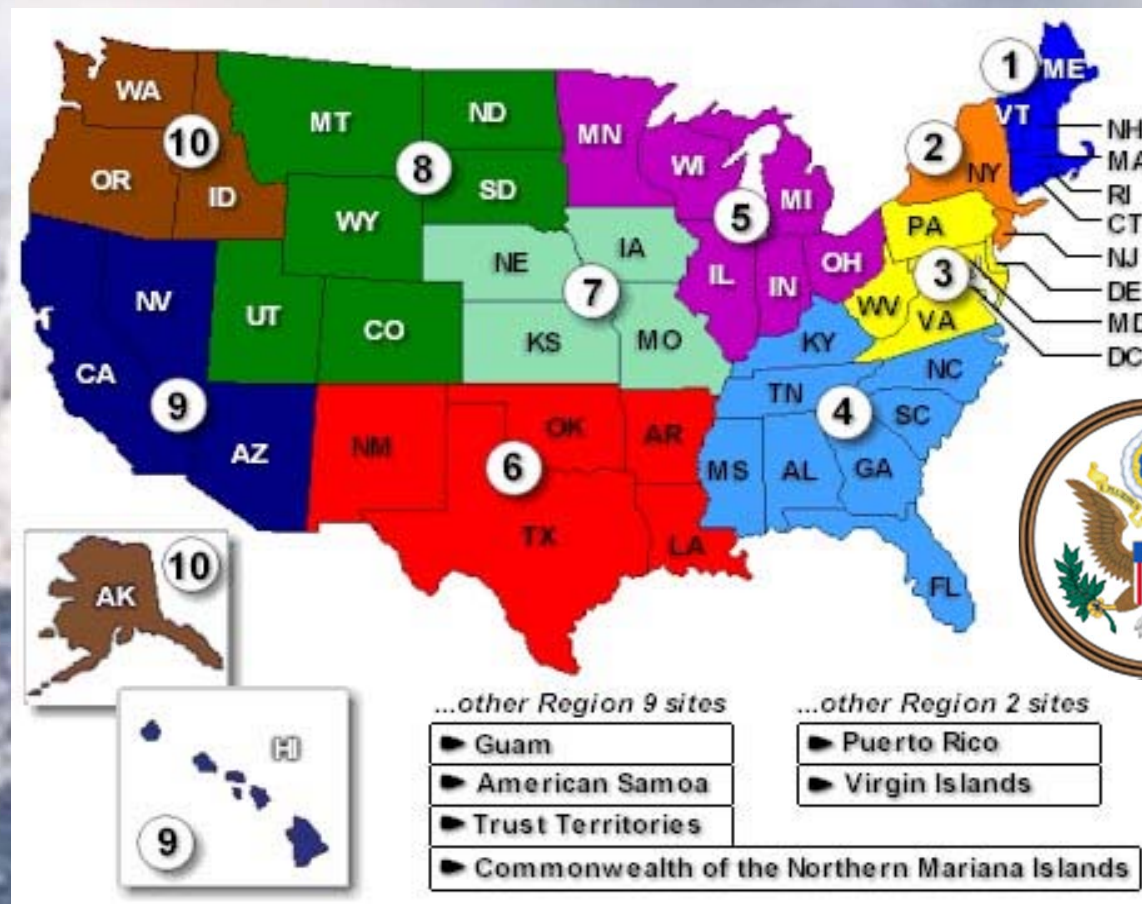 1
ME
WA
VT
MT
ND
NH
10
2
MN
MA
OR
8
WI
NY
RI
ID
SD
MI
CT
WY
5
PA
NJ
NE
IA
OH
3
DE
NV
7
IL
IN
WV
MD
UT
CO
VA
DC
KS
MO
KY
CA
NC
9
TN
4
SC
NM
OK
AR
AZ
6
MS
AL
GA
TX
LA
10
FL
AK
...other Region 9 sites
Guam
American Samoa
Trust Territories
Commonwealth of the Northern Mariana Islands
...other Region 2 sites
Puerto Rico
Virgin Islands
HI
9